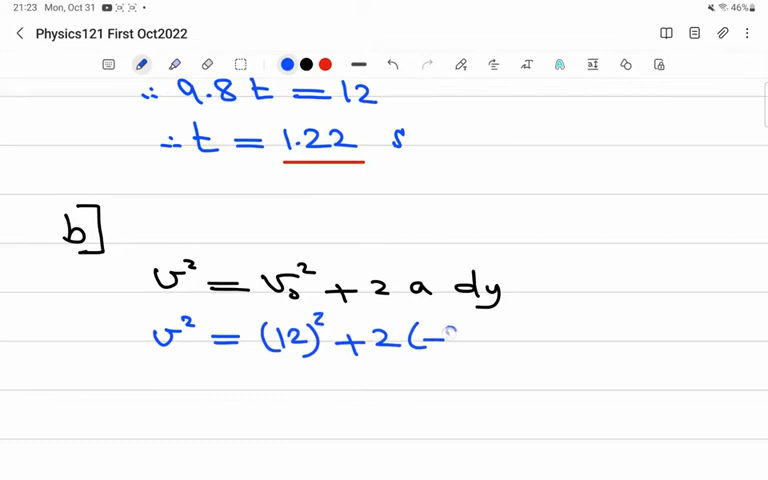 21:23 Mon, Oct 31 46%
Physics121 First Oct2022
∴ 9.8 t = 12
∴ t = 1.22 s
b]
v² = v₀² + 2 a dy
v² = (12)² + 2 (-